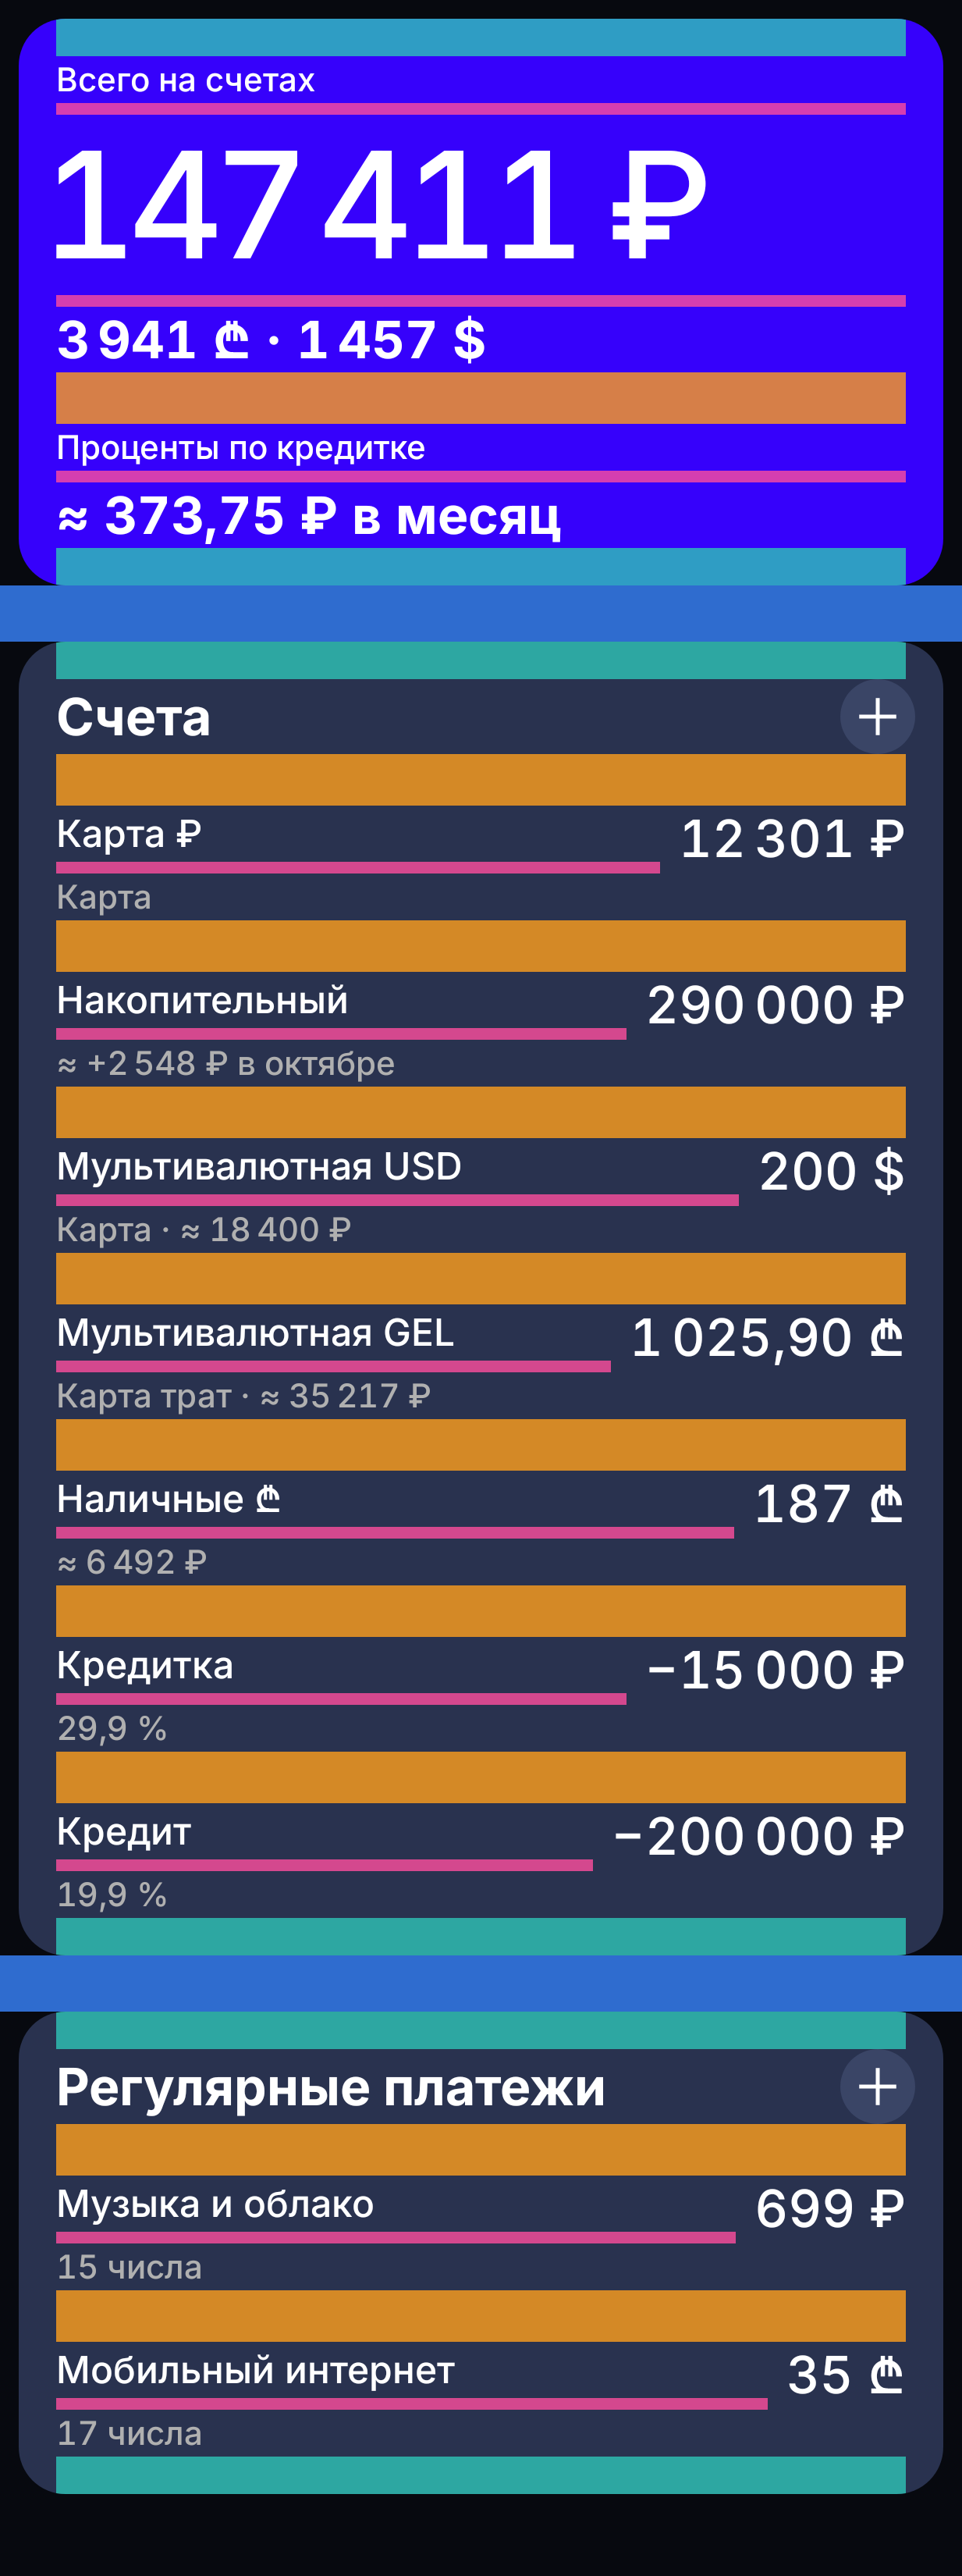 Всего на счетах
147 411 ₽
3 941 ₾ · 1 457 $
Проценты по кредитке
≈ 373,75 ₽ в месяц
Счета
Карта ₽ 12 301 ₽
Карта
Накопительный 290 000 ₽
≈ +2 548 ₽ в октябре
Мультивалютная USD 200 $
Карта · ≈ 18 400 ₽
Мультивалютная GEL 1 025,90 ₾
Карта трат · ≈ 35 217 ₽
Наличные ₾ 187 ₾
≈ 6 492 ₽
Кредитка −15 000 ₽
29,9 %
Кредит −200 000 ₽
19,9 %
Регулярные платежи
Музыка и облако 699 ₽
15 числа
Мобильный интернет 35 ₾
17 числа